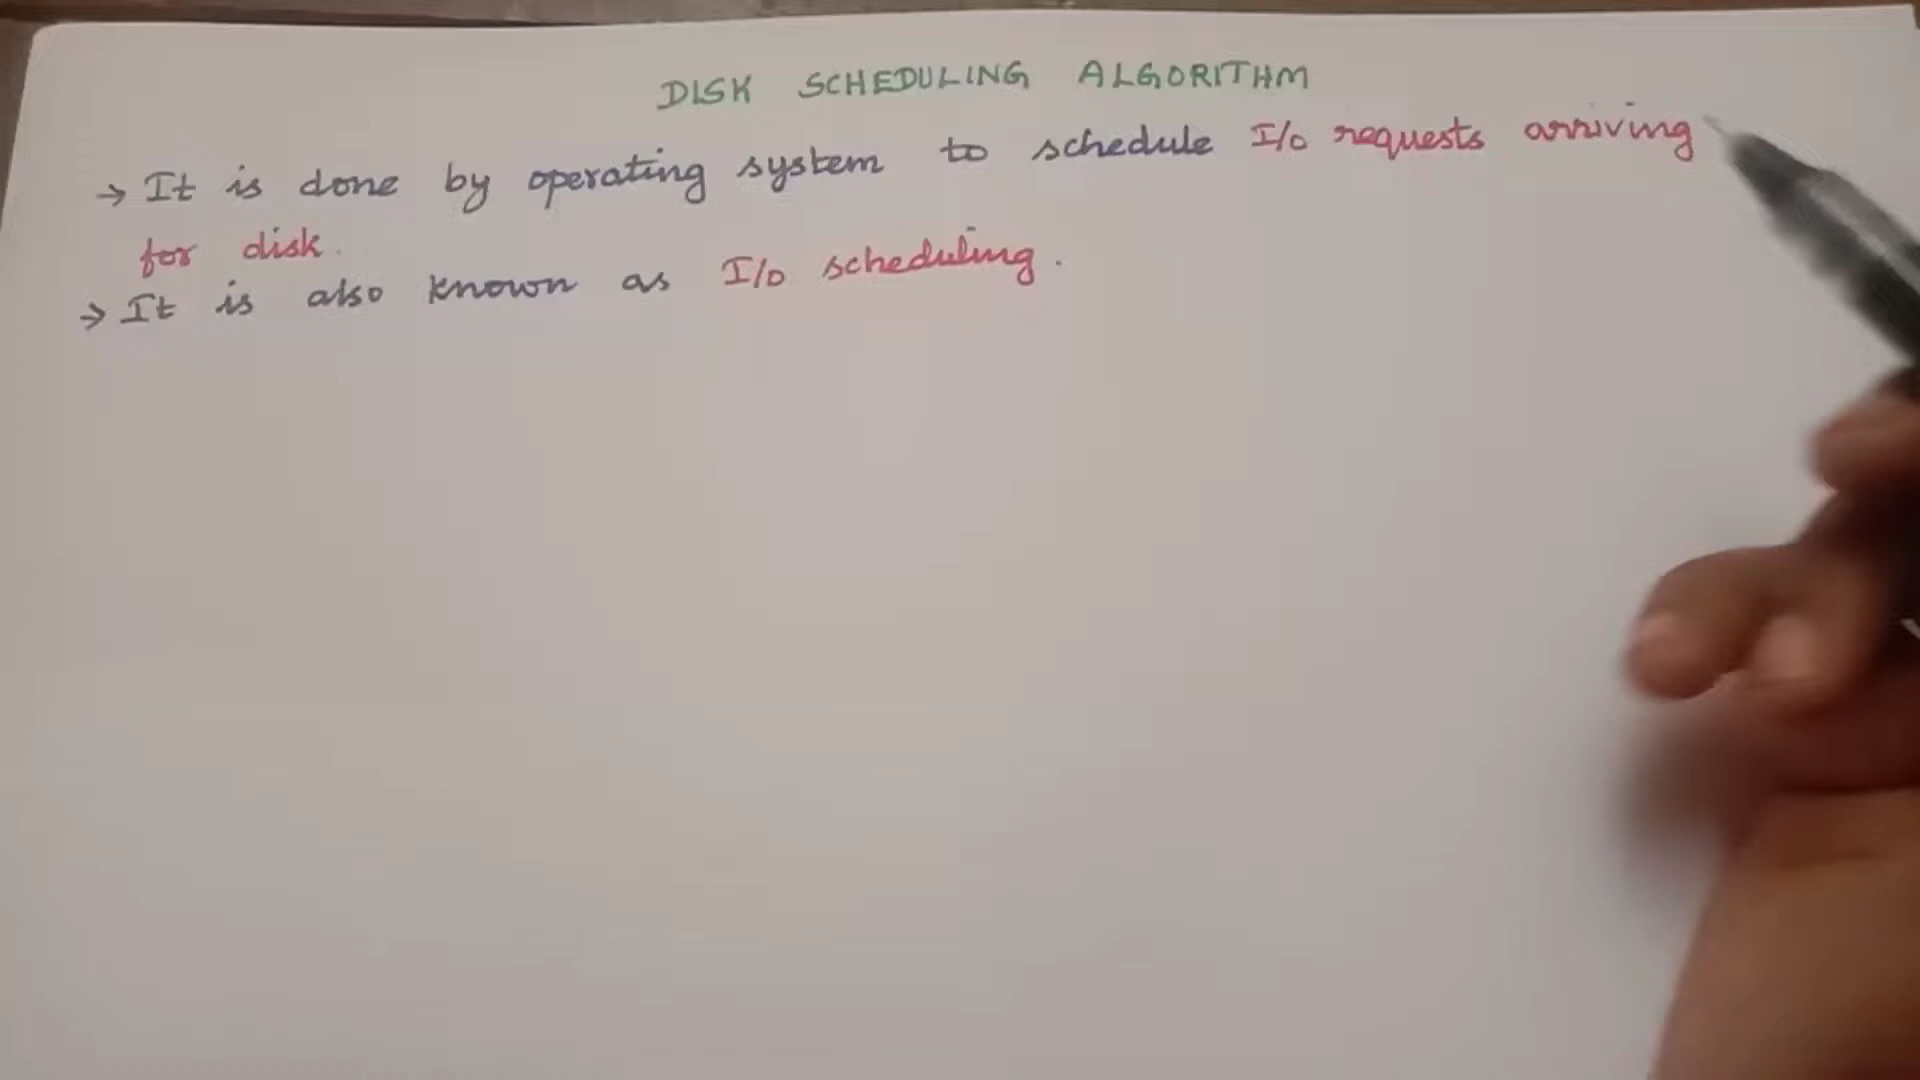 DISK SCHEDULING ALGORITHM
→ It is done by operating system to schedule I/o requests arriving
for disk.
→ It is also known as I/o scheduling.